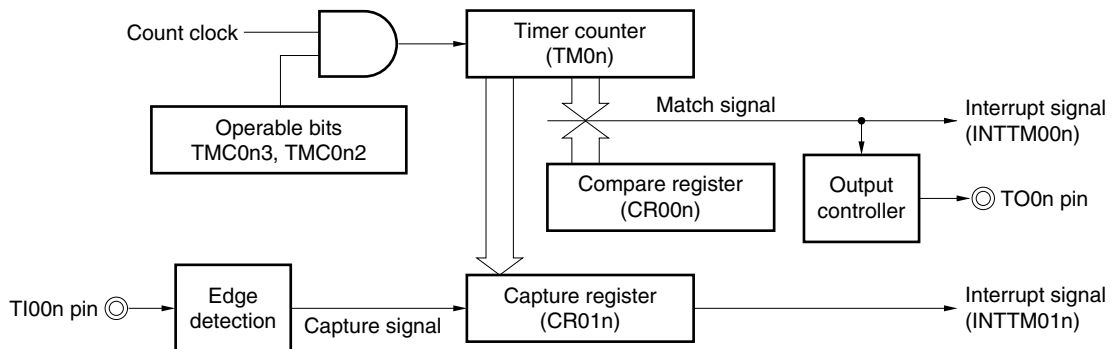 Count clock
Timer counter
(TM0n)
Operable bits
TMC0n3, TMC0n2
Match signal
Interrupt signal
(INTTM00n)
Compare register
(CR00n)
Output
controller
TO0n pin
TI00n pin
Edge
detection
Capture signal
Capture register
(CR01n)
Interrupt signal
(INTTM01n)